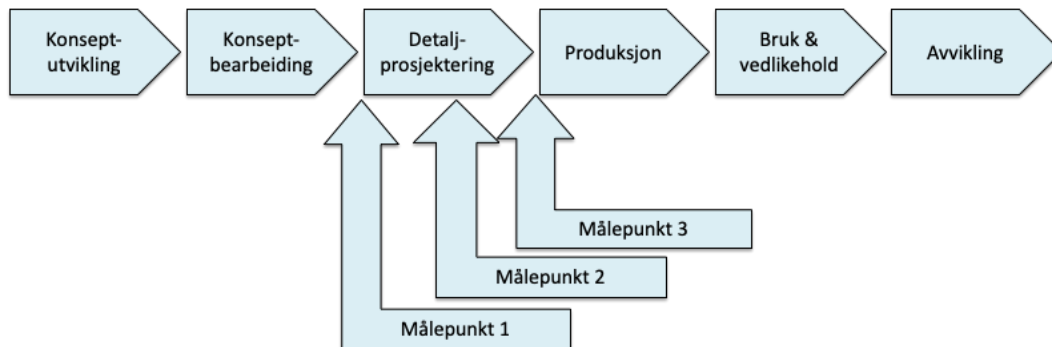 Konsept-
utvikling
Konsept-
bearbeiding
Detalj-
prosjektering
Produksjon
Bruk &
vedlikehold
Avvikling
Målepunkt 3
Målepunkt 2
Målepunkt 1